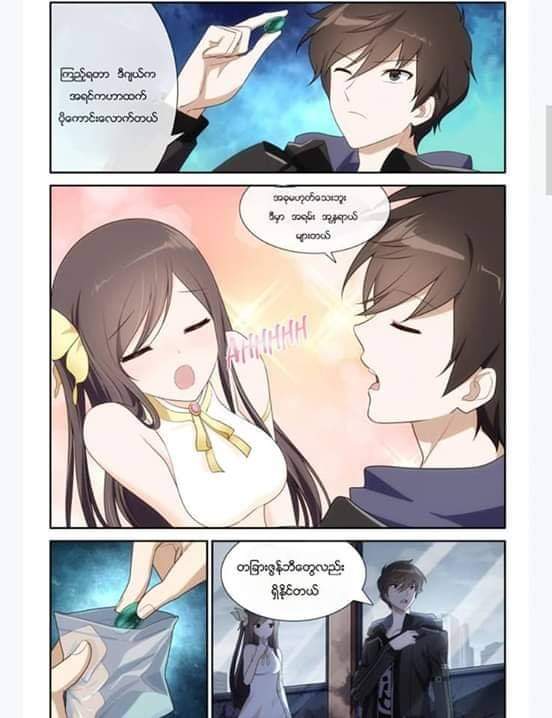 ကြည့်ရတာ ဒီဂျယ်က
အရင်ကဟာထက်
ပိုကောင်းလောက်တယ်
အခုမဟုတ်သေးဘူး
ဒီမှာ အရမ်း အန္တရာယ်
များတယ်
AHHHHH
တခြားဇွန်ဘီတွေလည်း
ရှိနိုင်တယ်